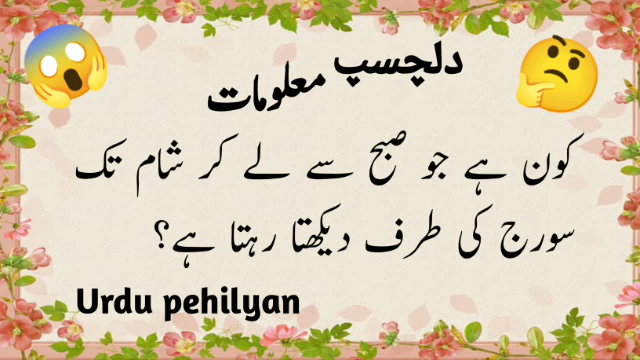 دلچسپ معلومات
کون ہے جو صبح سے لے کر شام تک
سورج کی طرف دیکھتا رہتا ہے؟
Urdu pehilyan